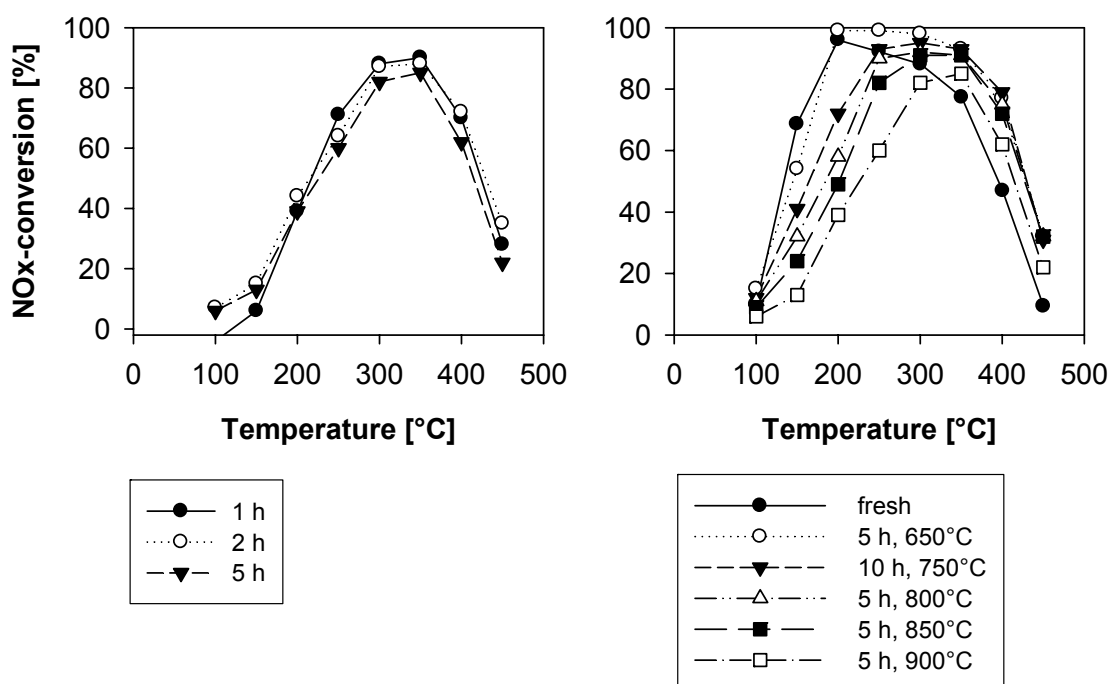 NOx-conversion [%]
100
80
60
40
20
0
0 100 200 300 400 500
Temperature [°C]
1 h
2 h
5 h
100
80
60
40
20
0
0 100 200 300 400 500
Temperature [°C]
fresh
5 h, 650°C
10 h, 750°C
5 h, 800°C
5 h, 850°C
5 h, 900°C